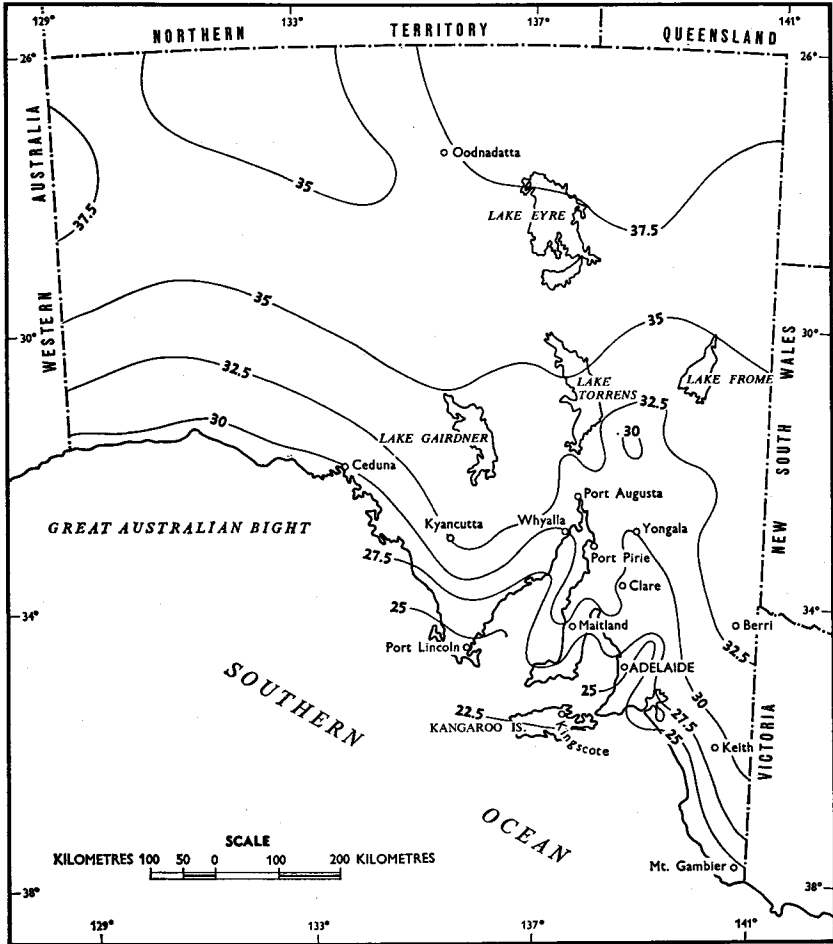 129° 133° 137° 141°
NORTHERN TERRITORY QUEENSLAND
26° 26°
WESTERN AUSTRALIA
Oodnadatta
35
37.5
LAKE EYRE
37.5
35
35
30° 30°
32.5
LAKE TORRENS
LAKE FROME
32.5
NEW SOUTH WALES
30
30
LAKE GAIRDNER
Ceduna
Port Augusta
GREAT AUSTRALIAN BIGHT
Kyancutta
Whyalla
Yongala
27.5
Port Pirie
Clare
25
34° 34°
Maitland
Berri
Port Lincoln
32.5
ADELAIDE
25
SOUTHERN
30
22.5
27.5
KANGAROO IS.
Kingscote
25
Keith
VICTORIA
OCEAN
SCALE
KILOMETRES 100 50 0 100 200 KILOMETRES
Mt. Gambier
38° 38°
129° 133° 137° 141°